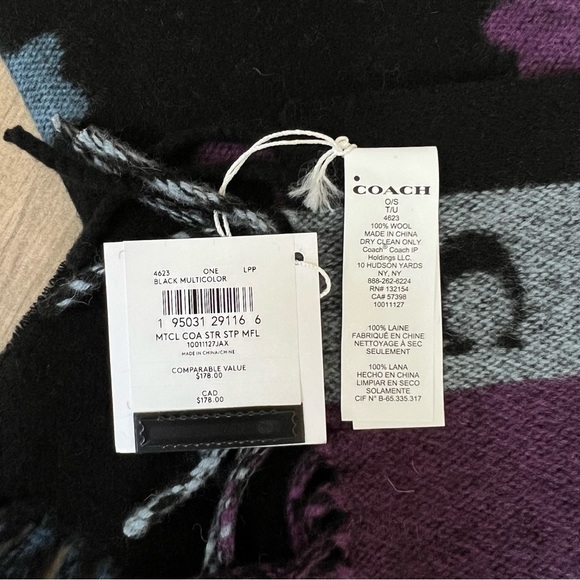 4623 ONE LPP
BLACK MULTICOLOR
1 95031 29116 6
MTCL COA STR STP MFL
10011127JAX
MADE IN CHINA/CHINE
COMPARABLE VALUE
$178.00
CAD
$178.00
COACH
O/S
T/U
4623
100% WOOL
MADE IN CHINA
DRY CLEAN ONLY
Coach® Coach IP
Holdings LLC.
10 HUDSON YARDS
NY, NY
888-262-6224
RN# 132154
CA# 57398
10011127
100% LAINE
FABRIQUÉ EN CHINE
NETTOYAGE À SEC
SEULEMENT
100% LANA
HECHO EN CHINA
LIMPIAR EN SECO
SOLAMENTE
CIF N° B-65.335.317